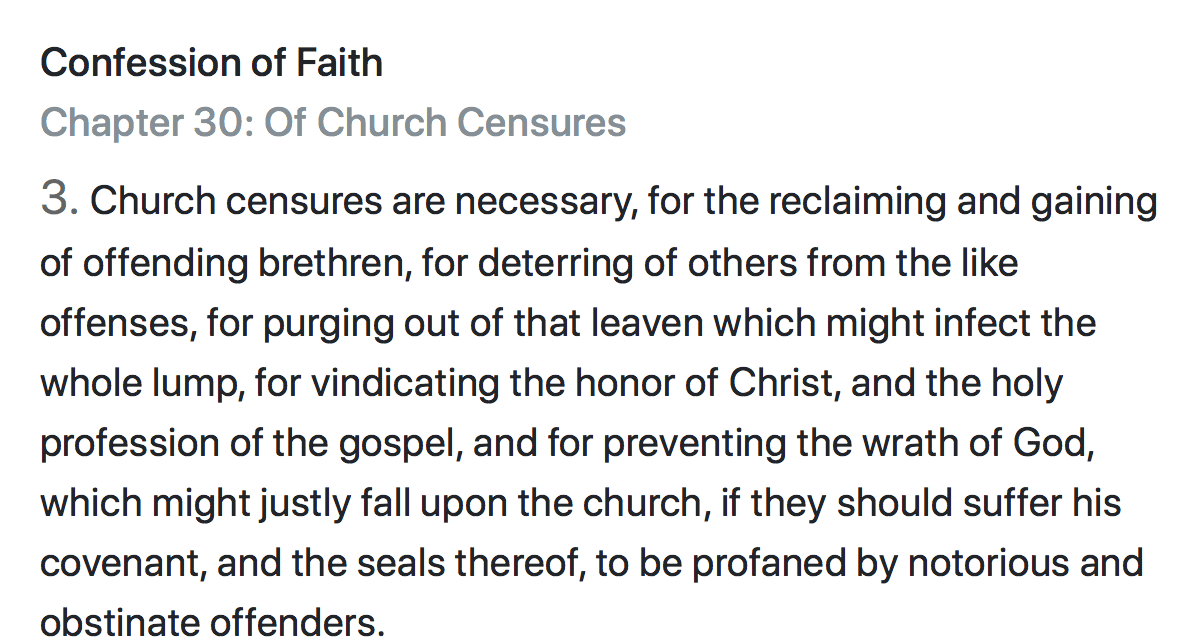 Confession of Faith
Chapter 30: Of Church Censures
3. Church censures are necessary, for the reclaiming and gaining
of offending brethren, for deterring of others from the like
offenses, for purging out of that leaven which might infect the
whole lump, for vindicating the honor of Christ, and the holy
profession of the gospel, and for preventing the wrath of God,
which might justly fall upon the church, if they should suffer his
covenant, and the seals thereof, to be profaned by notorious and
obstinate offenders.